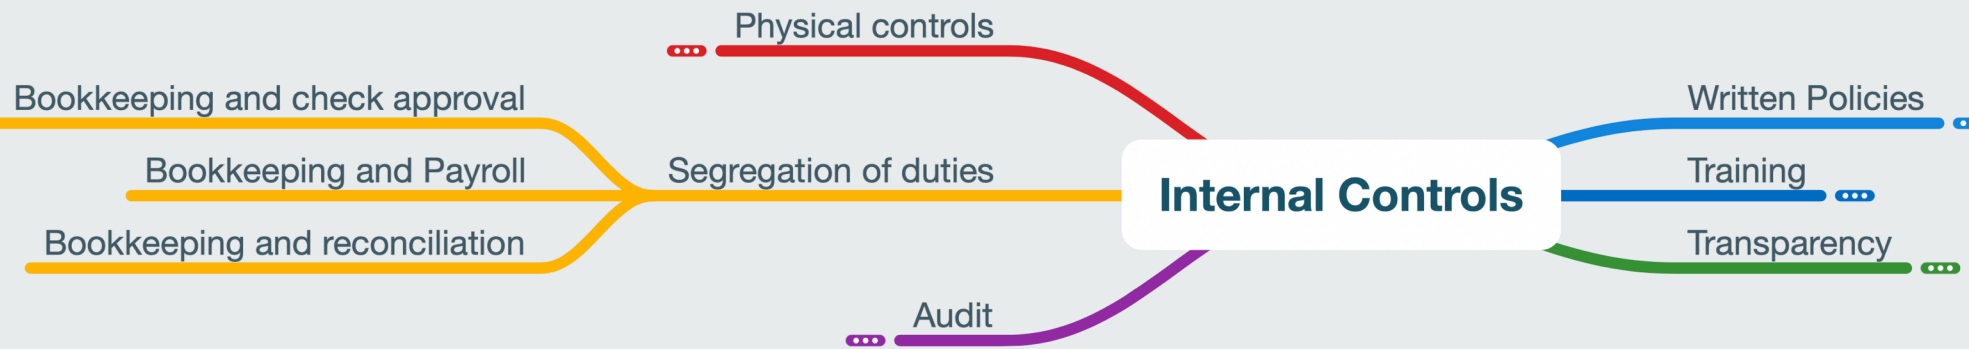 Physical controls
Bookkeeping and check approval
Written Policies
Bookkeeping and Payroll
Segregation of duties
Internal Controls
Training
Bookkeeping and reconciliation
Transparency
Audit